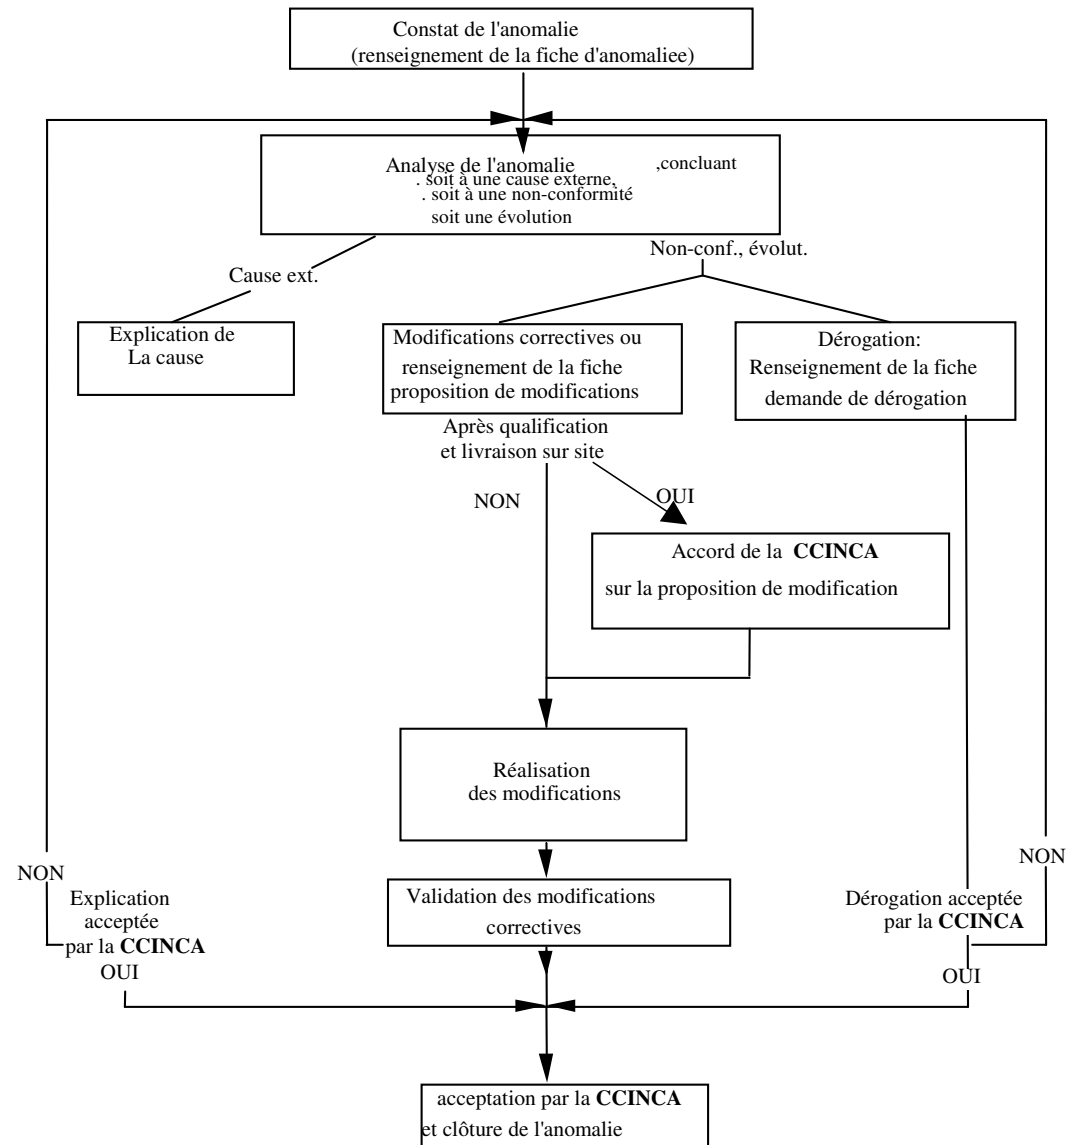 Constat de l'anomalie
(renseignement de la fiche d'anomaliee)
Analyse de l'anomalie ,concluant
. soit à une cause externe,
. soit à une non-conformité
soit une évolution
Non-conf., évolut.
Cause ext.
Explication de
La cause
Modifications correctives ou
renseignement de la fiche
proposition de modifications
Dérogation:
Renseignement de la fiche
demande de dérogation
Après qualification
et livraison sur site
NON
OUI
Accord de la CCINCA
sur la proposition de modification
Réalisation
des modifications
NON
NON
Explication
acceptée
par la CCINCA
OUI
Validation des modifications
correctives
Dérogation acceptée
par la CCINCA
OUI
acceptation par la CCINCA
et clôture de l'anomalie